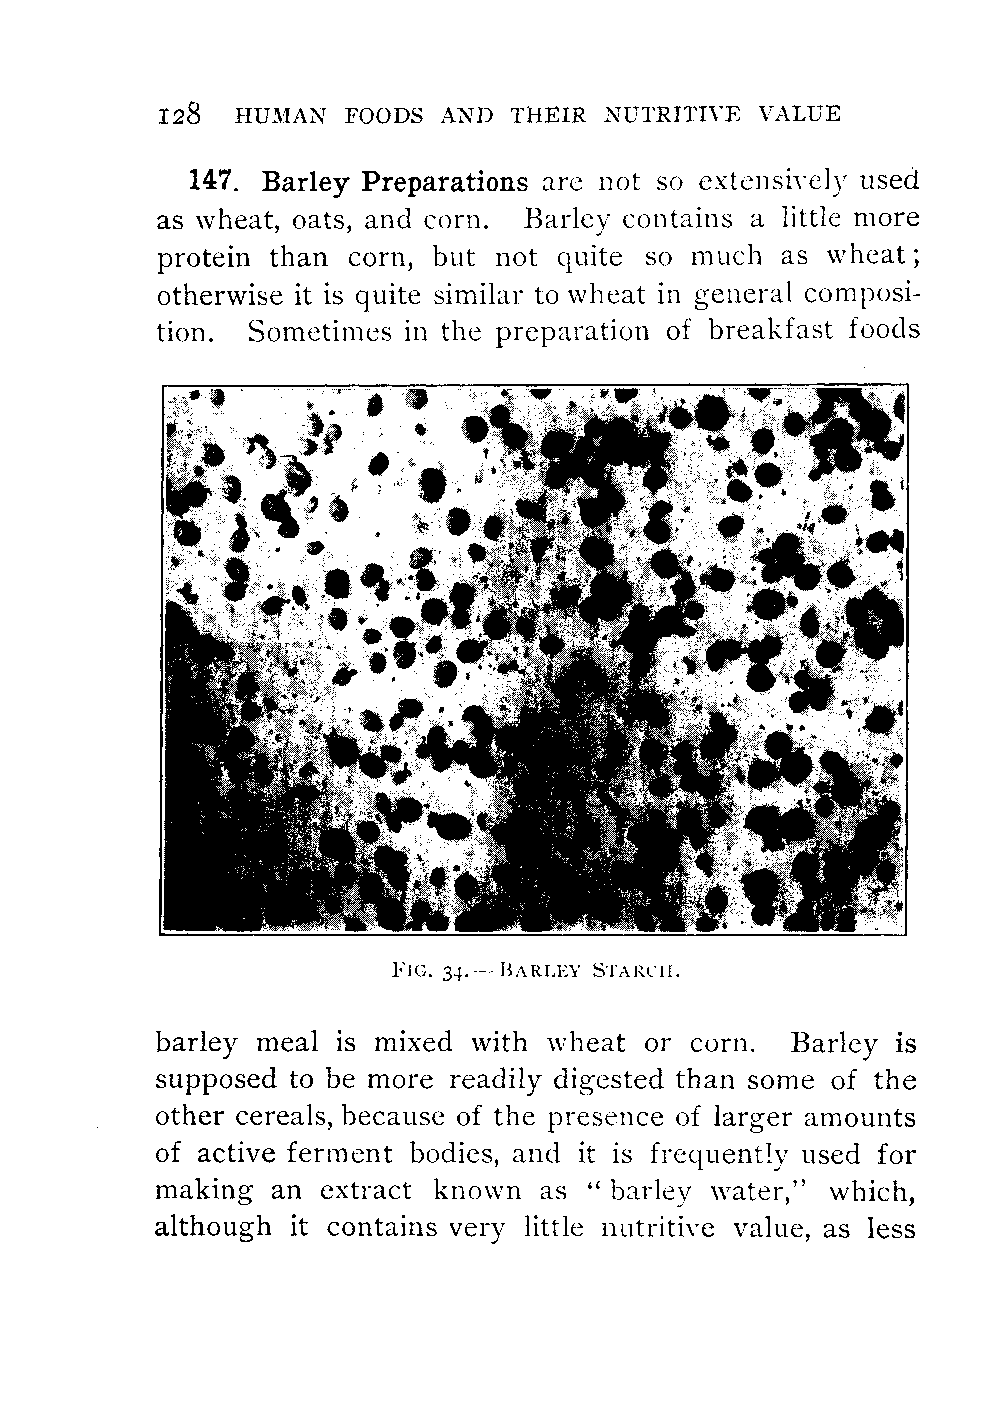 128 HUMAN FOODS AND THEIR NUTRITIVE VALUE
147. Barley Preparations are not so extensively used
as wheat, oats, and corn. Barley contains a little more
protein than corn, but not quite so much as wheat;
otherwise it is quite similar to wheat in general composi-
tion. Sometimes in the preparation of breakfast foods
FIG. 34.—BARLEY STARCH.
barley meal is mixed with wheat or corn. Barley is
supposed to be more readily digested than some of the
other cereals, because of the presence of larger amounts
of active ferment bodies, and it is frequently used for
making an extract known as "barley water," which,
although it contains very little nutritive value, as less